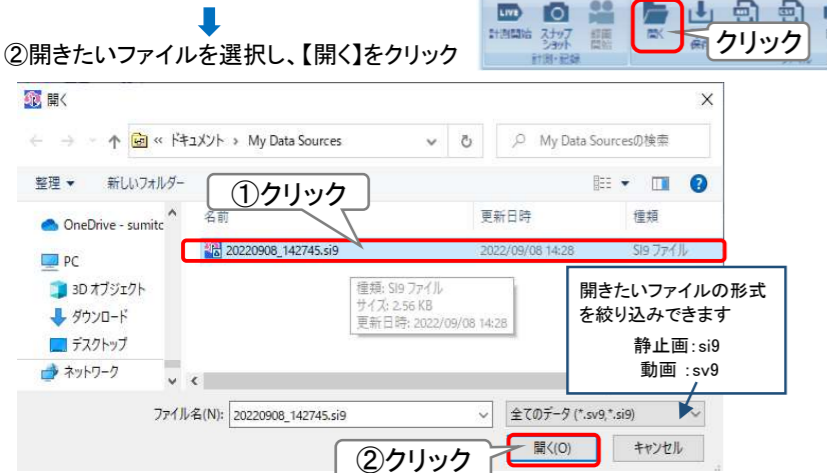 LIVE
計測開始 スナップショット 録画開始 開く
計測・記録
クリック
②開きたいファイルを選択し、【開く】をクリック
開く
« ドキュメント › My Data Sources
My Data Sourcesの検索
整理 新しいフォルダー
①クリック
OneDrive - sumitc
名前 更新日時 種類
20220908_142745.si9 2022/09/08 14:28 SI9 ファイル
PC
3D オブジェクト
ダウンロード
デスクトップ
ネットワーク
種類: SI9 ファイル
サイズ: 2.56 KB
更新日時: 2022/09/08 14:28
開きたいファイルの形式
を絞り込みできます
静止画:si9
動画 :sv9
ファイル名(N): 20220908_142745.si9 全てのデータ (*.sv9,*.si9)
②クリック
開く(O) キャンセル